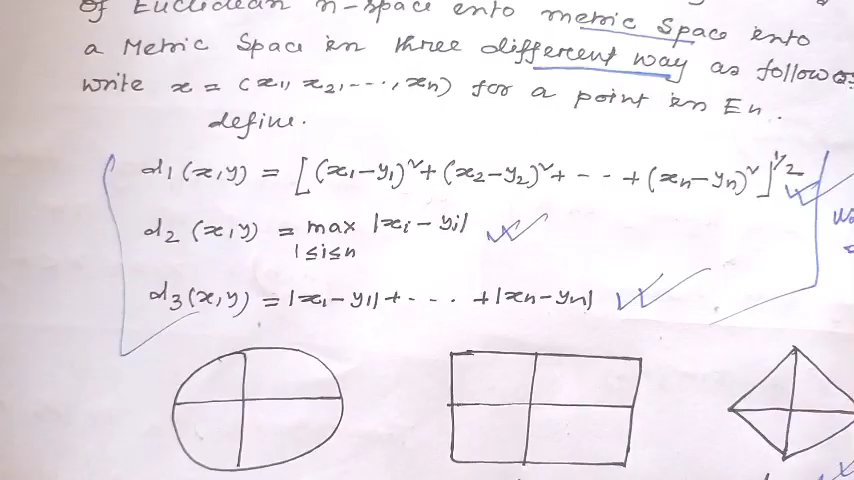 of Euclidean n-space into metric space into
a Metric Space in three different way as follows:
write x = (x₁, x₂, ..., xₙ) for a point in Eₙ.
define.
d₁(x,y) = [(x₁-y₁)²+(x₂-y₂)²+ - - +(xₙ-yₙ)²]^1/2
d₂(x,y) = max |xᵢ-yᵢ|
1≤i≤n
d₃(x,y) = |x₁-y₁|+ - . . +|xₙ-yₙ|